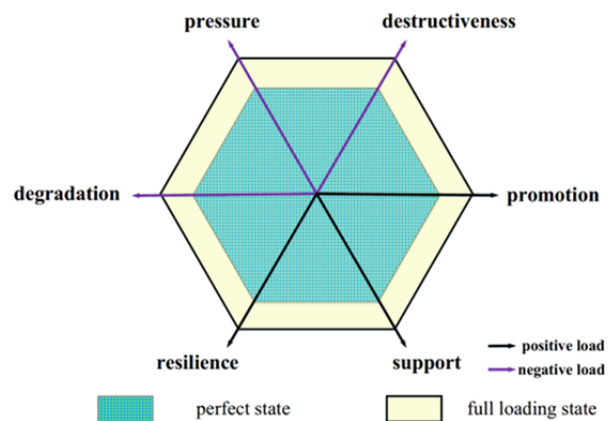 pressure
destructiveness
degradation
promotion
resilience
support
positive load
negative load
perfect state
full loading state